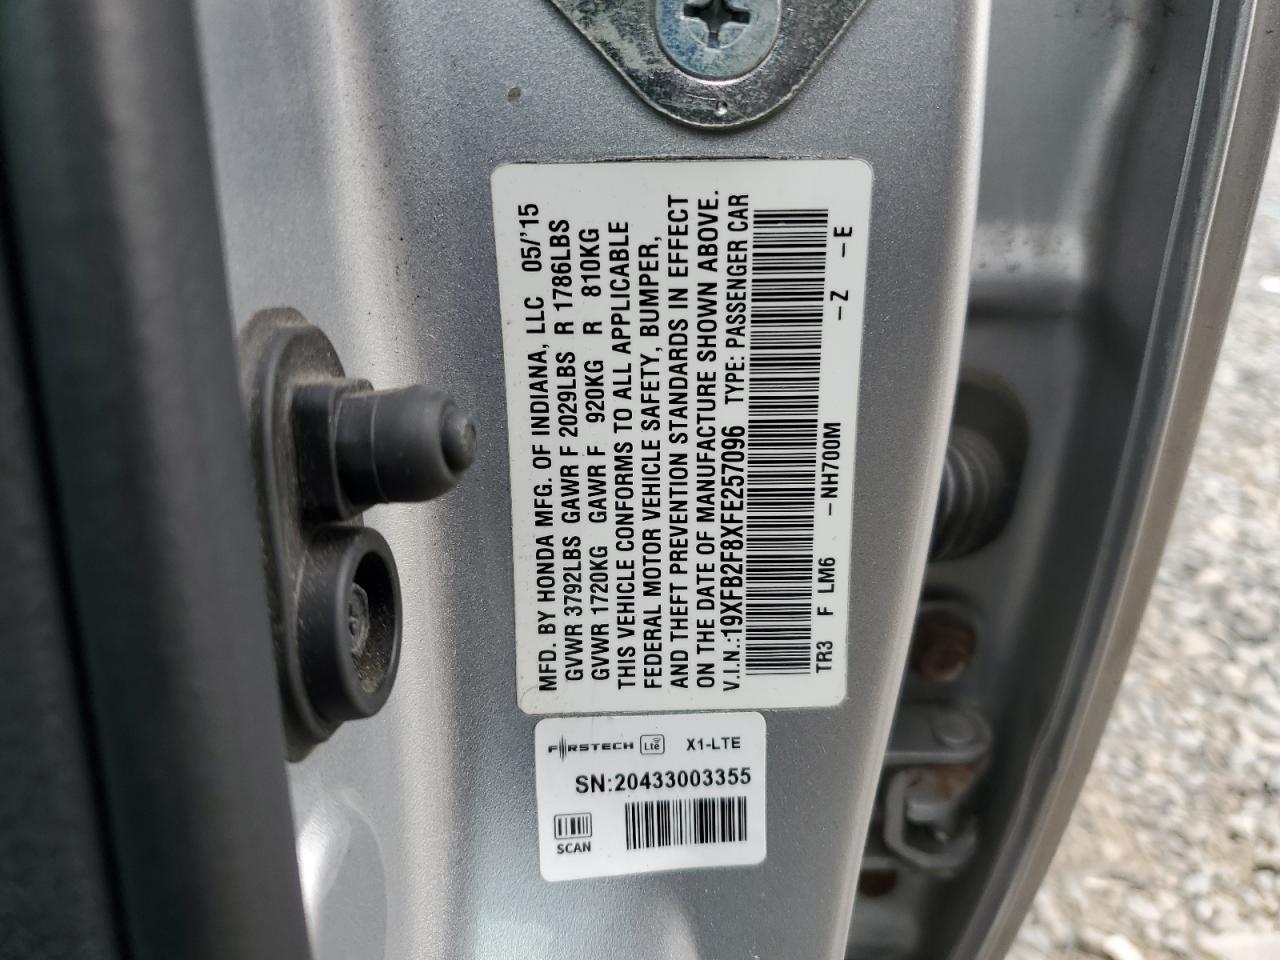 MFD. BY HONDA MFG. OF INDIANA, LLC 05/'15
GVWR 3792LBS GAWR F 2029LBS R 1786LBS
GVWR 1720KG GAWR F 920KG R 810KG
THIS VEHICLE CONFORMS TO ALL APPLICABLE
FEDERAL MOTOR VEHICLE SAFETY, BUMPER,
AND THEFT PREVENTION STANDARDS IN EFFECT
ON THE DATE OF MANUFACTURE SHOWN ABOVE.
V.I.N.:19XFB2F8XFE257096 TYPE: PASSENGER CAR
TR3 F LM6 -NH700M -Z -E
FIRSTECH Lte X1-LTE
SN:20433003355
SCAN